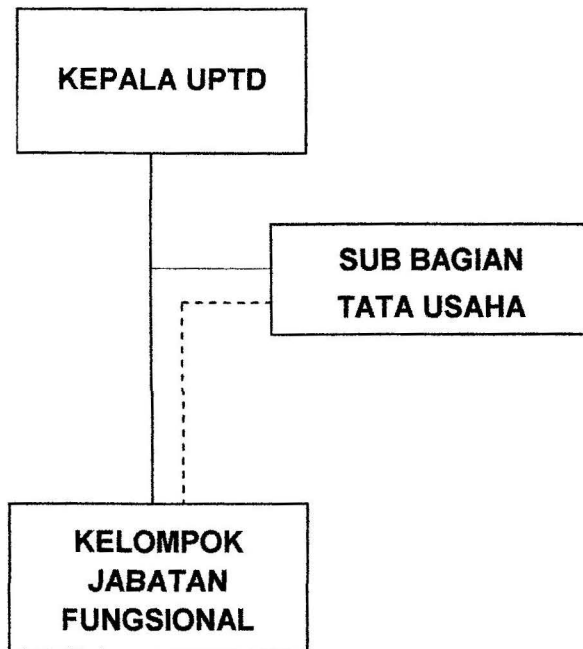 KEPALA UPTD
SUB BAGIAN
TATA USAHA
KELOMPOK
JABATAN
FUNGSIONAL